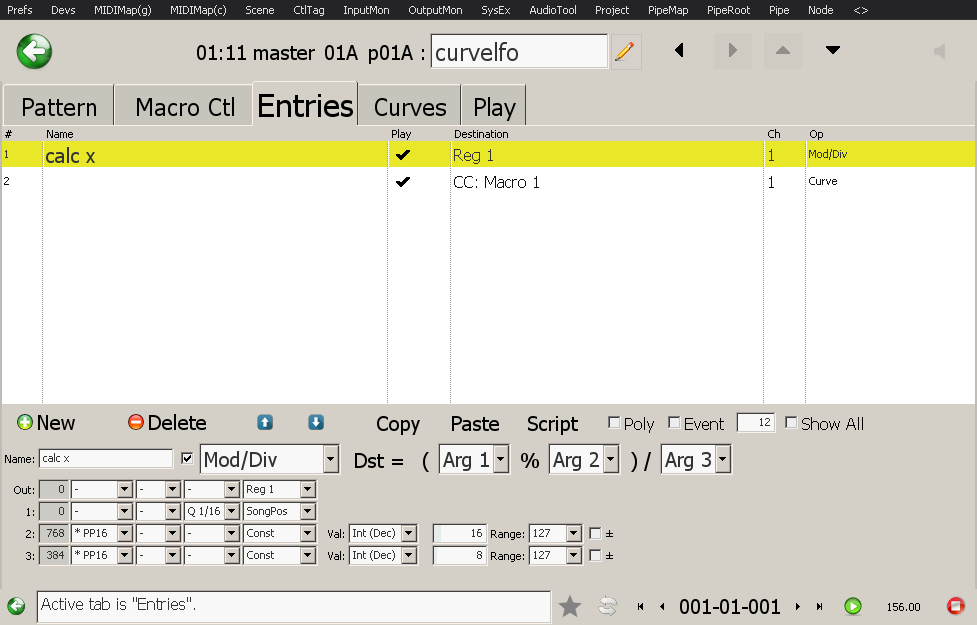 Prefs Devs MIDIMap(g) MIDIMap(c) Scene CtlTag InputMon OutputMon SysEx AudioTool Project PipeMap PipeRoot Pipe Node <>
01:11 master 01A p01A : curvelfo
Pattern Macro Ctl Entries Curves Play
# Name Play Destination Ch Op
1 calc x Reg 1 1 Mod/Div
2 CC: Macro 1 1 Curve
New Delete Copy Paste Script Poly Event 12 Show All
Name: calc x Mod/Div Dst = ( Arg 1 % Arg 2 ) / Arg 3
Out: 0 - - - Reg 1
1: 0 - - Q 1/16 SongPos
2: 768 * PP16 - - Const Val: Int (Dec) 16 Range: 127 ±
3: 384 * PP16 - - Const Val: Int (Dec) 8 Range: 127 ±
Active tab is "Entries". 001-01-001 156.00